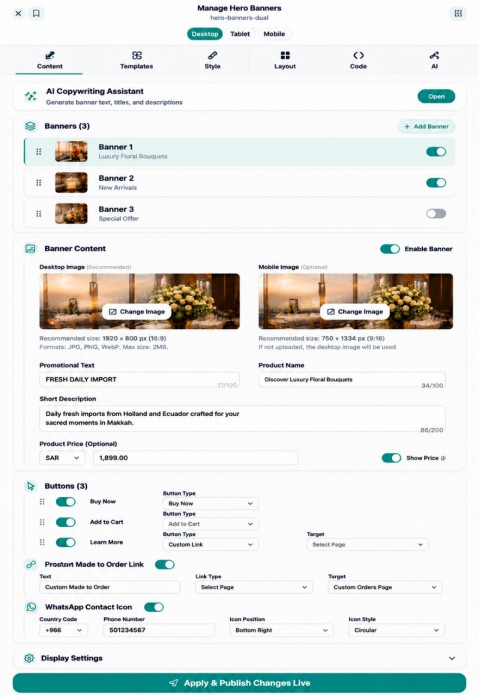 Manage Hero Banners
hero-banners-dual
Desktop Tablet Mobile
Content Templates Style Layout Code AI
AI Copywriting Assistant
Generate banner text, titles, and descriptions
Open
Banners (3)
+ Add Banner
Banner 1
Luxury Floral Bouquets
Banner 2
New Arrivals
Banner 3
Special Offer
Banner Content
Enable Banner
Desktop Image (Recommended) Mobile Image (Optional)
Change Image Change Image
Recommended size: 1920 × 800 px (16:9) Recommended size: 750 × 1334 px (9:16)
Formats: JPG, PNG, WebP. Max size: 2MB. If not uploaded, the desktop image will be used
Promotional Text Product Name
FRESH DAILY IMPORT Discover Luxury Floral Bouquets
34/100
Short Description
Daily fresh imports from Holland and Ecuador crafted for your
sacred moments in Makkah.
86/200
Product Price (Optional)
SAR 1,899.00 Show Price
Buttons (3)
Button Type
Buy Now Buy Now
Button Type
Add to Cart Add to Cart
Button Type Target
Learn More Custom Link Select Page
Made to Order Link
Text Link Type Target
Custom Made to Order Select Page Custom Orders Page
WhatsApp Contact Icon
Country Code Phone Number Icon Position Icon Style
+966 501234567 Bottom Right Circular
Display Settings
Apply & Publish Changes Live